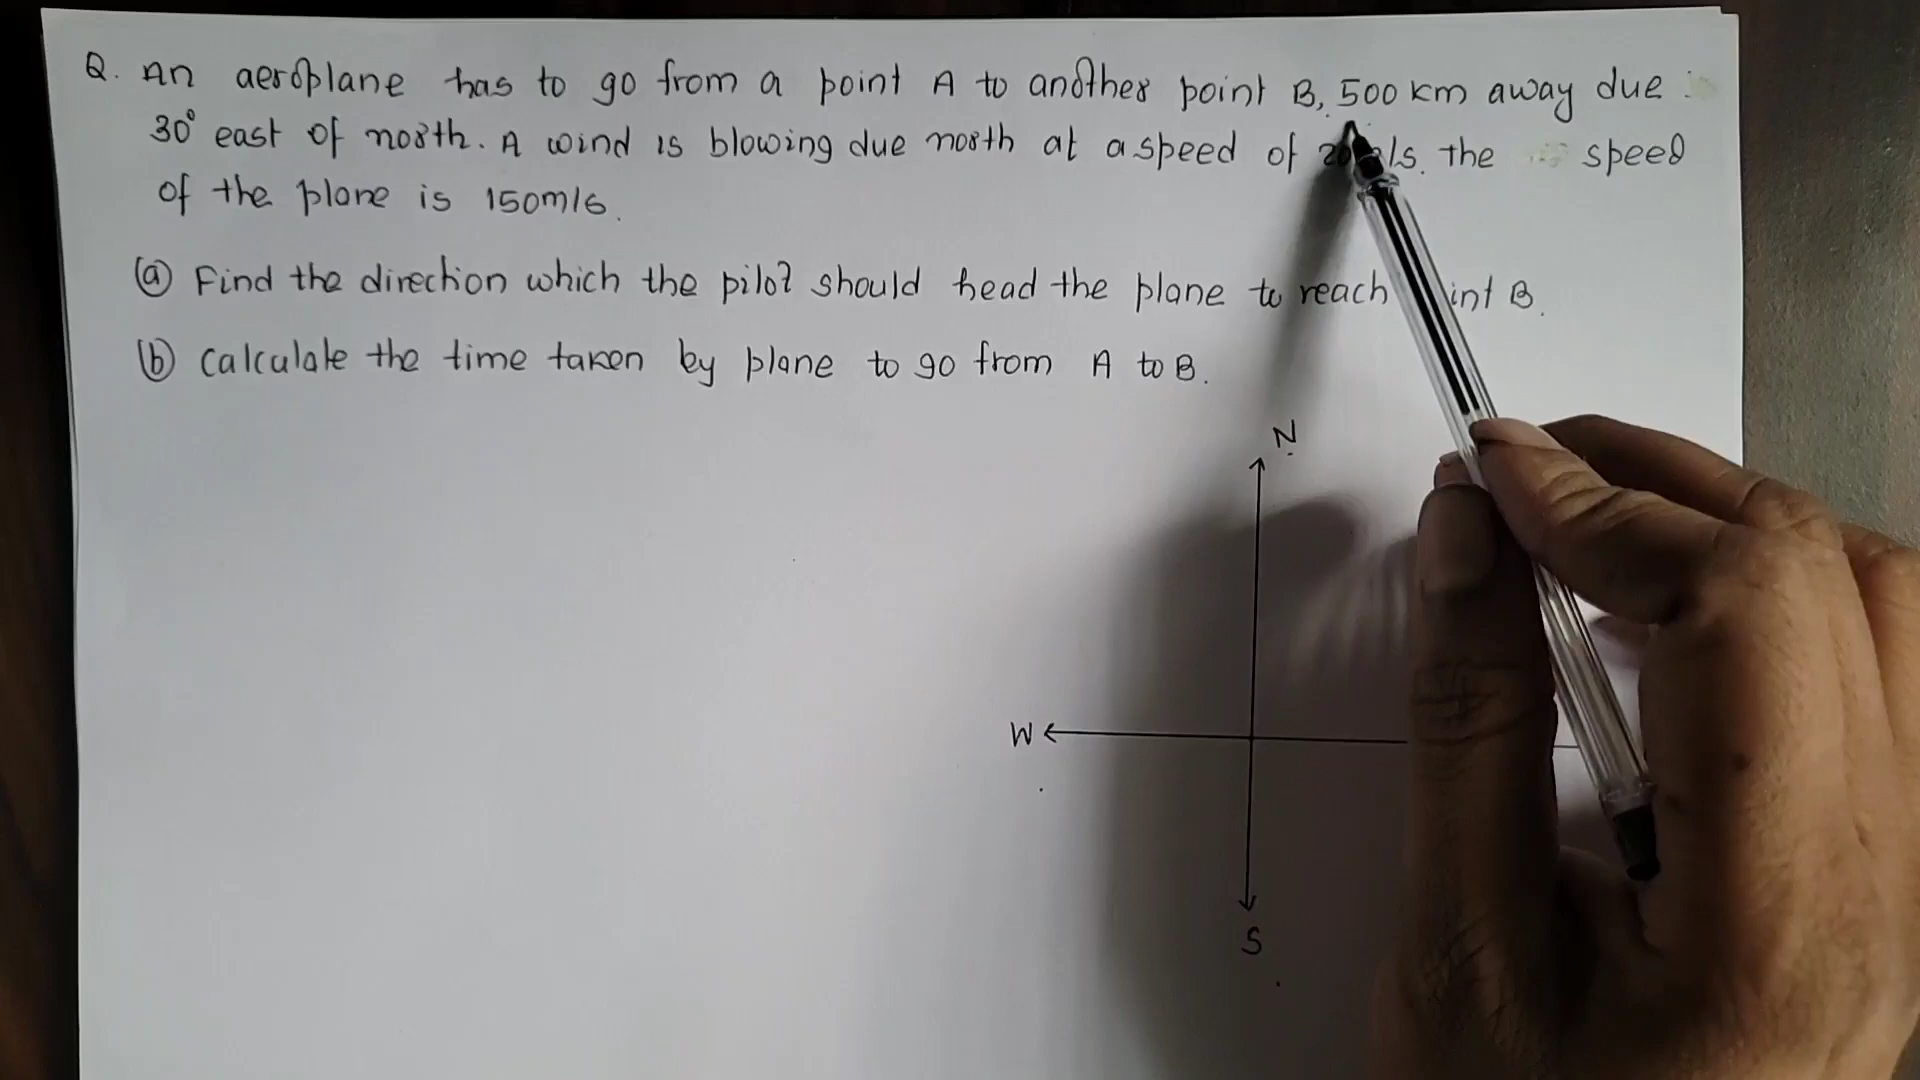 Q. An aeroplane has to go from a point A to another point B, 500 km away due
30° east of north. A wind is blowing due north at a speed of the speed
of the plane is 150m/s.
(a) Find the direction which the pilot should head the plane to reach B.
(b) calculate the time taken by plane to go from A to B.
N
W
S